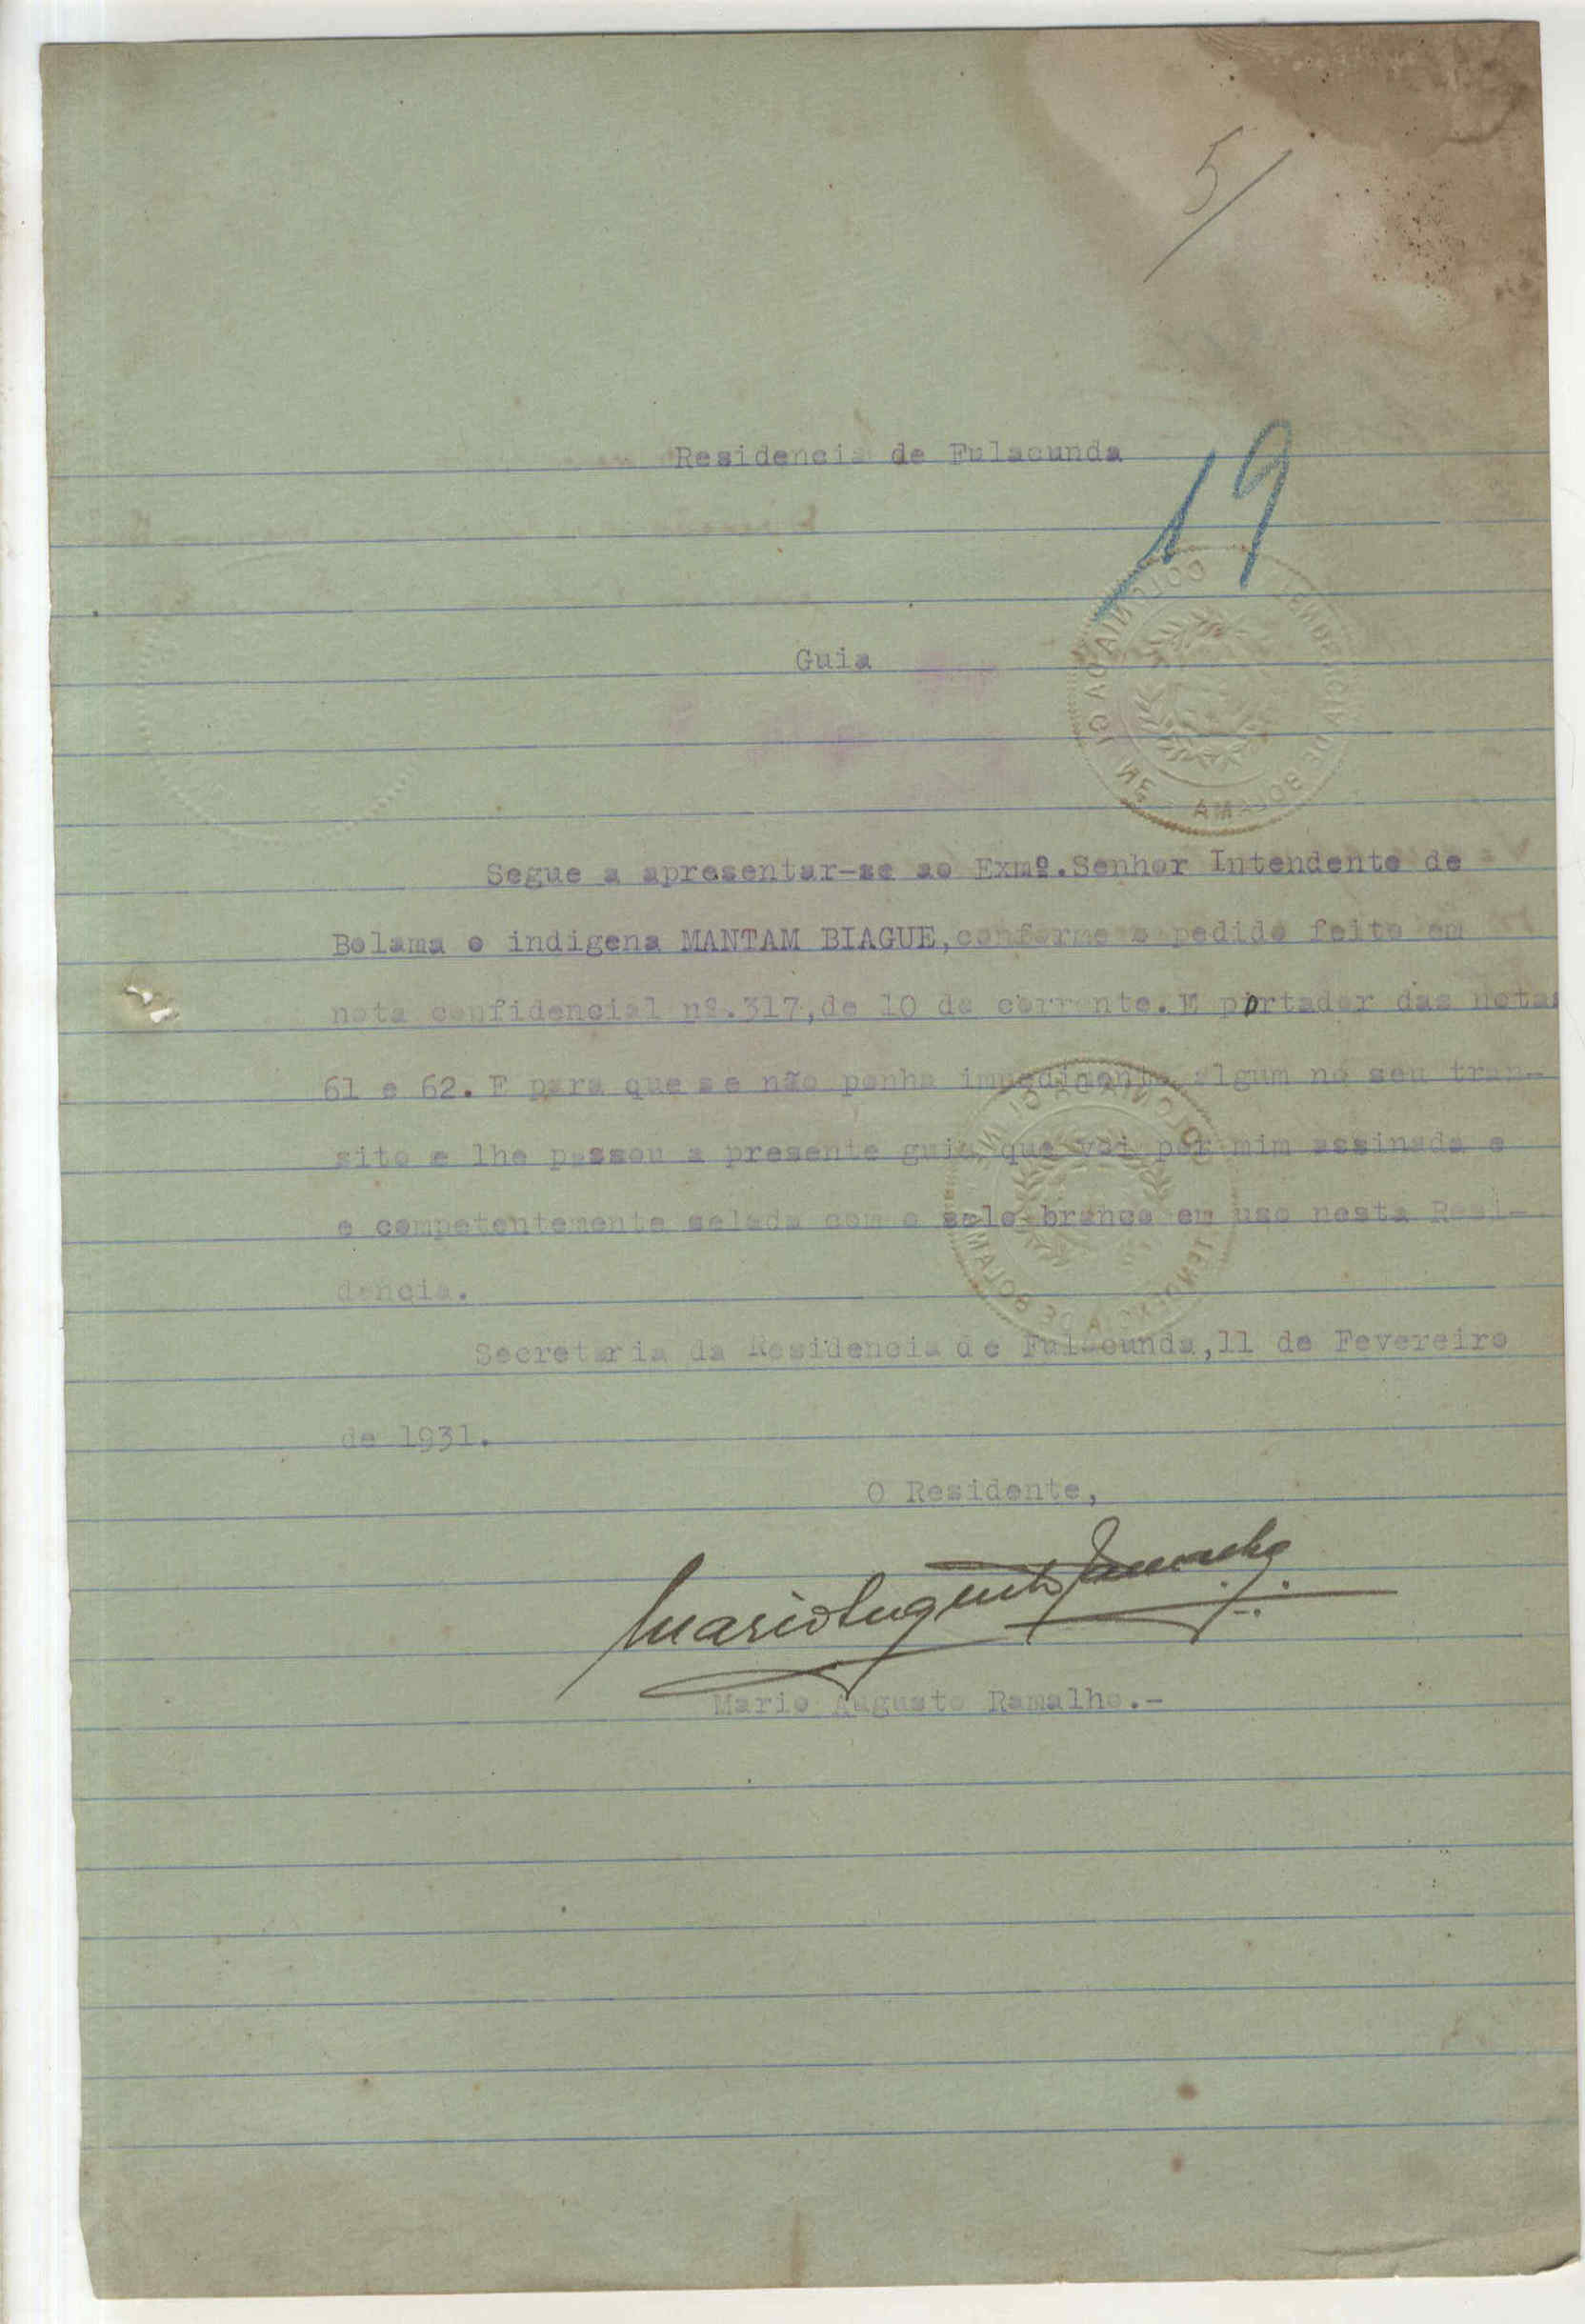 5/
Residencia de Fulacunda
19
Guia
Segue a apresentar-se ao Exmº.Senhor Intendente de
Bolama o indigena MANTAM BIAGUE,conforme o pedido feito em
nota confidencial nº.317,de 10 do corrente.E portador das notas
61 e 62. E para que se não ponha impedimento algum no seu tran-
sito e lhe passou a presente guia,que vai por mim assinada e
e competentemente selada com o selo branco em uso nesta Resi-
dencia.
Secretaria da Residencia de Fulacunda,11 de Fevereiro
de 1931.
O Residente,
Mario Augusto Ramalho
Mario Augusto Ramalho.-